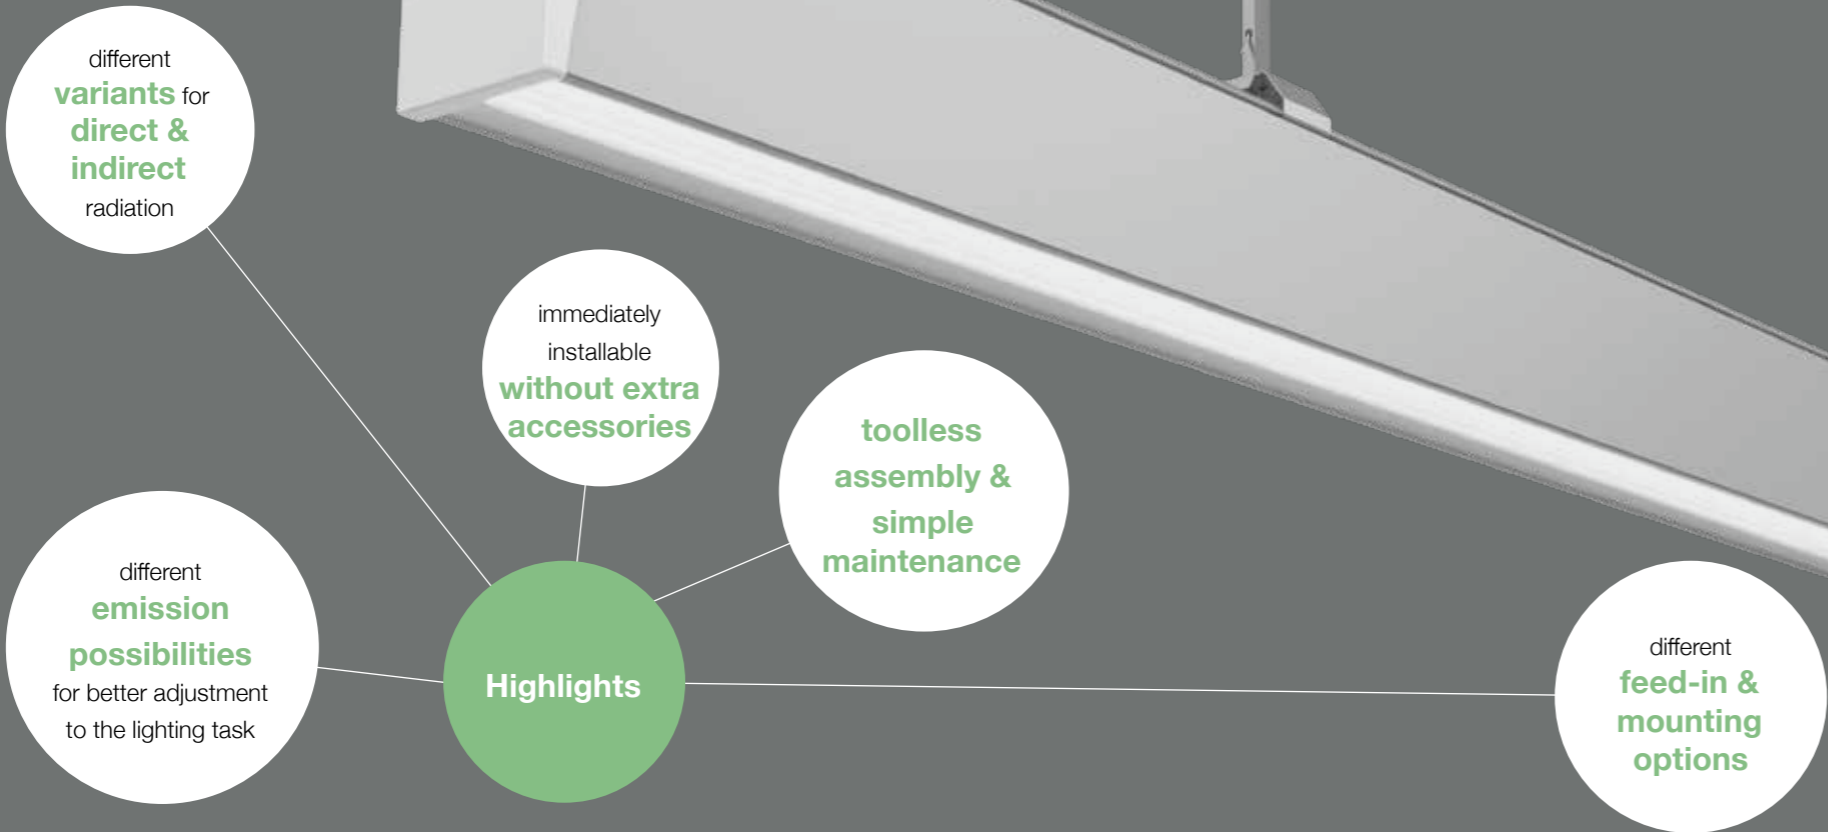 different
variants for
direct &
indirect
radiation
immediately
installable
without extra
accessories
toolless
assembly &
simple
maintenance
different
emission
possibilities
for better adjustment
to the lighting task
Highlights
different
feed-in &
mounting
options